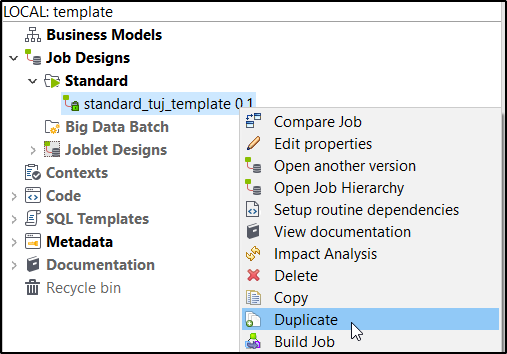 LOCAL: template
Business Models
Job Designs
Standard
standard_tuj_template 0.1
Big Data Batch
Joblet Designs
Contexts
Code
SQL Templates
Metadata
Documentation
Recycle bin
Compare Job
Edit properties
Open another version
Open Job Hierarchy
Setup routine dependencies
View documentation
Impact Analysis
Delete
Copy
Duplicate
Build Job